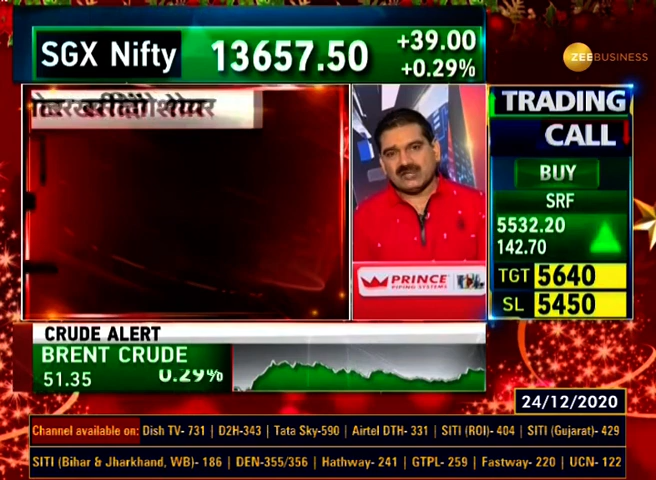 SGX Nifty 13657.50 +39.00
+0.29%
ZEE BUSINESS
TRADING
CALL
BUY
SRF
5532.20
142.70
TGT 5640
SL 5450
PRINCE
PIPING SYSTEMS
CRUDE ALERT
BRENT CRUDE
51.35 0.29%
24/12/2020
Channel available on: Dish TV- 731 | D2H-343 | Tata Sky-590 | Airtel DTH- 331 | SITI (ROI)- 404 | SITI (Gujarat)- 429
SITI (Bihar & Jharkhand, WB)- 186 | DEN-355/356 | Hathway- 241 | GTPL- 259 | Fastway- 220 | UCN- 122